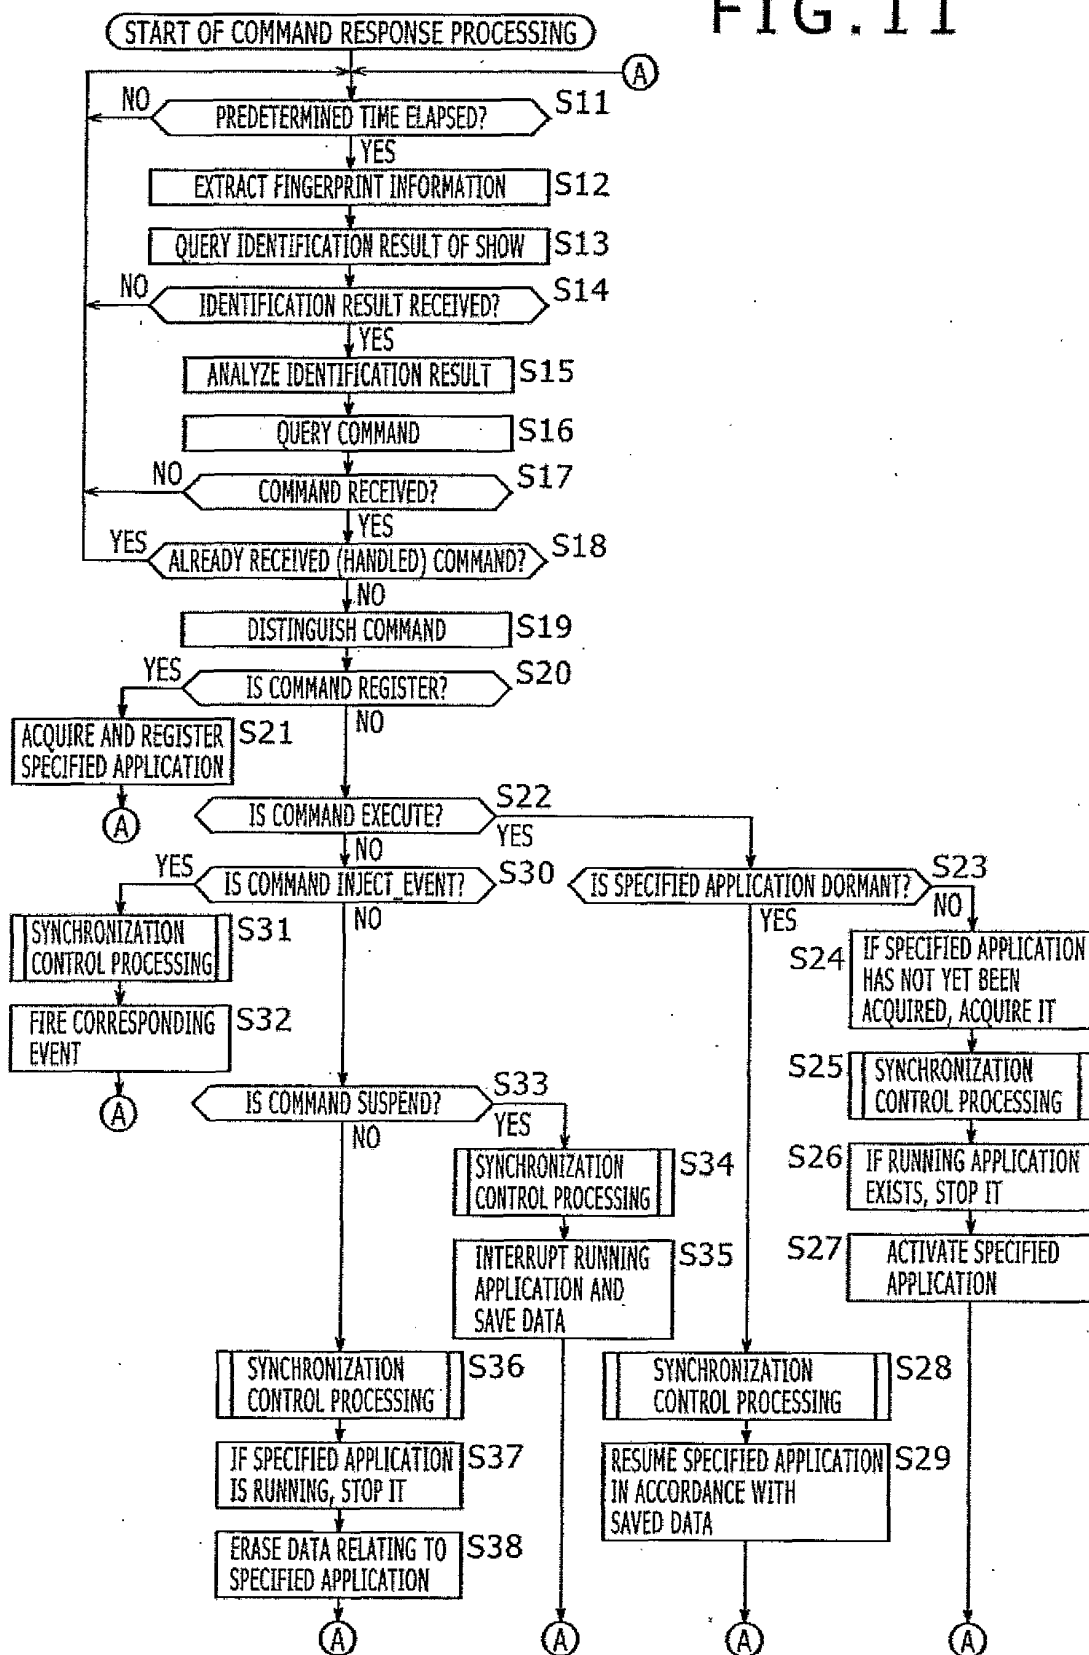 FIG.11
START OF COMMAND RESPONSE PROCESSING
A
NO
PREDETERMINED TIME ELAPSED?
S11
YES
EXTRACT FINGERPRINT INFORMATION
S12
QUERY IDENTIFICATION RESULT OF SHOW
S13
NO
IDENTIFICATION RESULT RECEIVED?
S14
YES
ANALYZE IDENTIFICATION RESULT
S15
QUERY COMMAND
S16
NO
COMMAND RECEIVED?
S17
YES
YES
ALREADY RECEIVED (HANDLED) COMMAND?
S18
NO
DISTINGUISH COMMAND
S19
YES
IS COMMAND REGISTER?
S20
NO
ACQUIRE AND REGISTER
SPECIFIED APPLICATION
S21
A
IS COMMAND EXECUTE?
S22
YES
NO
YES
IS COMMAND INJECT_EVENT?
S30
NO
IS SPECIFIED APPLICATION DORMANT?
S23
NO
YES
SYNCHRONIZATION
CONTROL PROCESSING
S31
FIRE CORRESPONDING
EVENT
S32
A
S24
IF SPECIFIED APPLICATION
HAS NOT YET BEEN
ACQUIRED, ACQUIRE IT
S25
SYNCHRONIZATION
CONTROL PROCESSING
S26
IF RUNNING APPLICATION
EXISTS, STOP IT
S27
ACTIVATE SPECIFIED
APPLICATION
IS COMMAND SUSPEND?
S33
YES
NO
SYNCHRONIZATION
CONTROL PROCESSING
S34
INTERRUPT RUNNING
APPLICATION AND
SAVE DATA
S35
SYNCHRONIZATION
CONTROL PROCESSING
S36
IF SPECIFIED APPLICATION
IS RUNNING, STOP IT
S37
ERASE DATA RELATING TO
SPECIFIED APPLICATION
S38
SYNCHRONIZATION
CONTROL PROCESSING
S28
RESUME SPECIFIED APPLICATION
IN ACCORDANCE WITH
SAVED DATA
S29
A
A
A
A